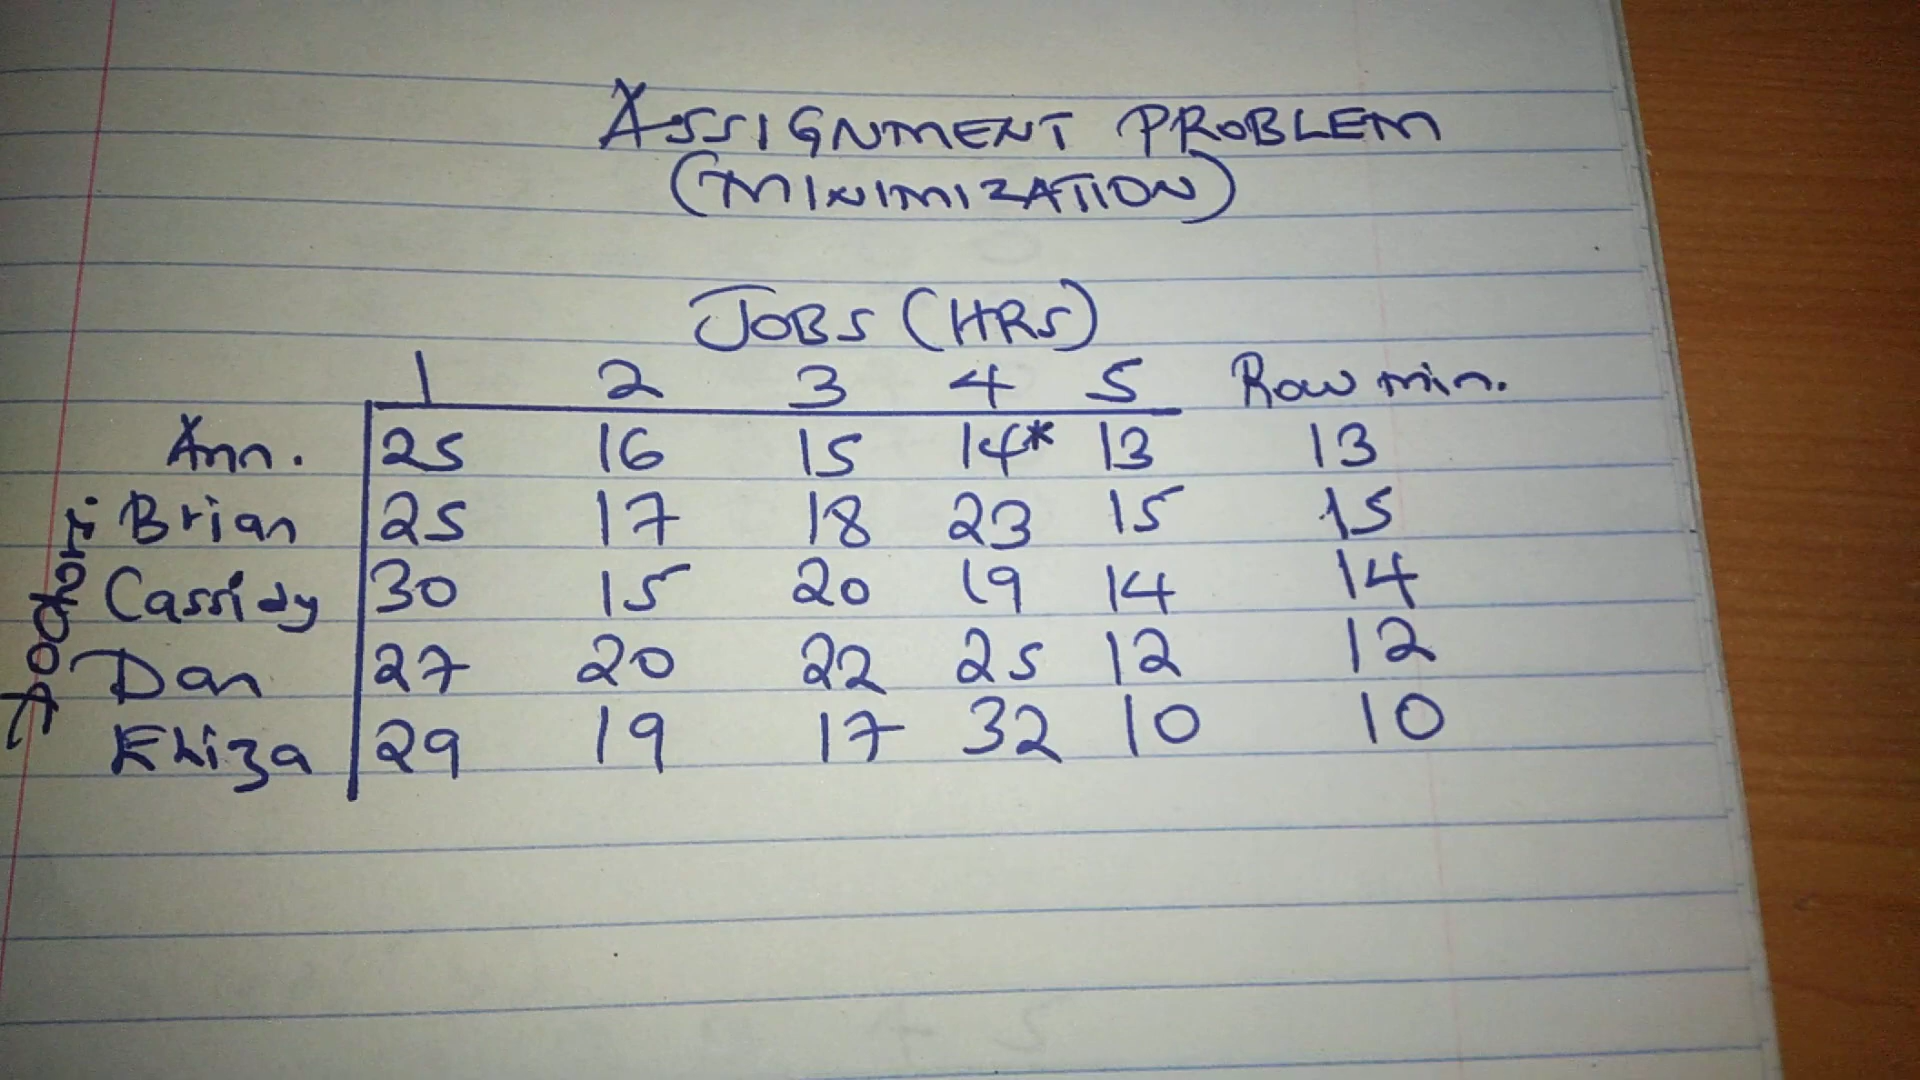 ASSIGNMENT PROBLEM
(MINIMIZATION)
JOBS (HRS)
1 2 3 4 5 Row min.
Ann. 25 16 15 14* 13 13
Brian 25 17 18 23 15 15
Cassidy 30 15 20 19 14 14
Dan 27 20 22 25 12 12
Eliza 29 19 17 32 10 10